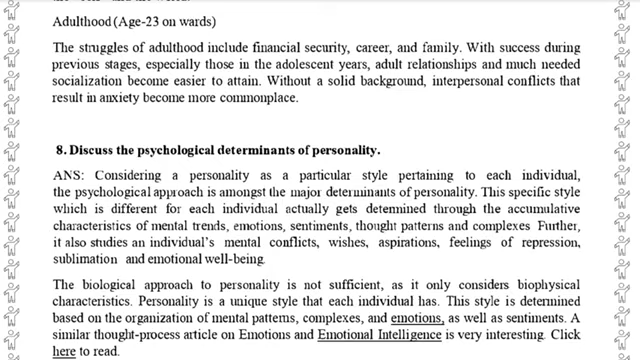 Adulthood (Age-23 on wards)
The struggles of adulthood include financial security, career, and family. With success during
previous stages, especially those in the adolescent years, adult relationships and much needed
socialization become easier to attain. Without a solid background, interpersonal conflicts that
result in anxiety become more commonplace.
8. Discuss the psychological determinants of personality.
ANS: Considering a personality as a particular style pertaining to each individual,
the psychological approach is amongst the major determinants of personality. This specific style
which is different for each individual actually gets determined through the accumulative
characteristics of mental trends, emotions, sentiments, thought patterns and complexes Further,
it also studies an individual's mental conflicts, wishes, aspirations, feelings of repression,
sublimation and emotional well-being.
The biological approach to personality is not sufficient, as it only considers biophysical
characteristics. Personality is a unique style that each individual has. This style is determined
based on the organization of mental patterns, complexes, and emotions, as well as sentiments. A
similar thought-process article on Emotions and Emotional Intelligence is very interesting. Click
here to read.